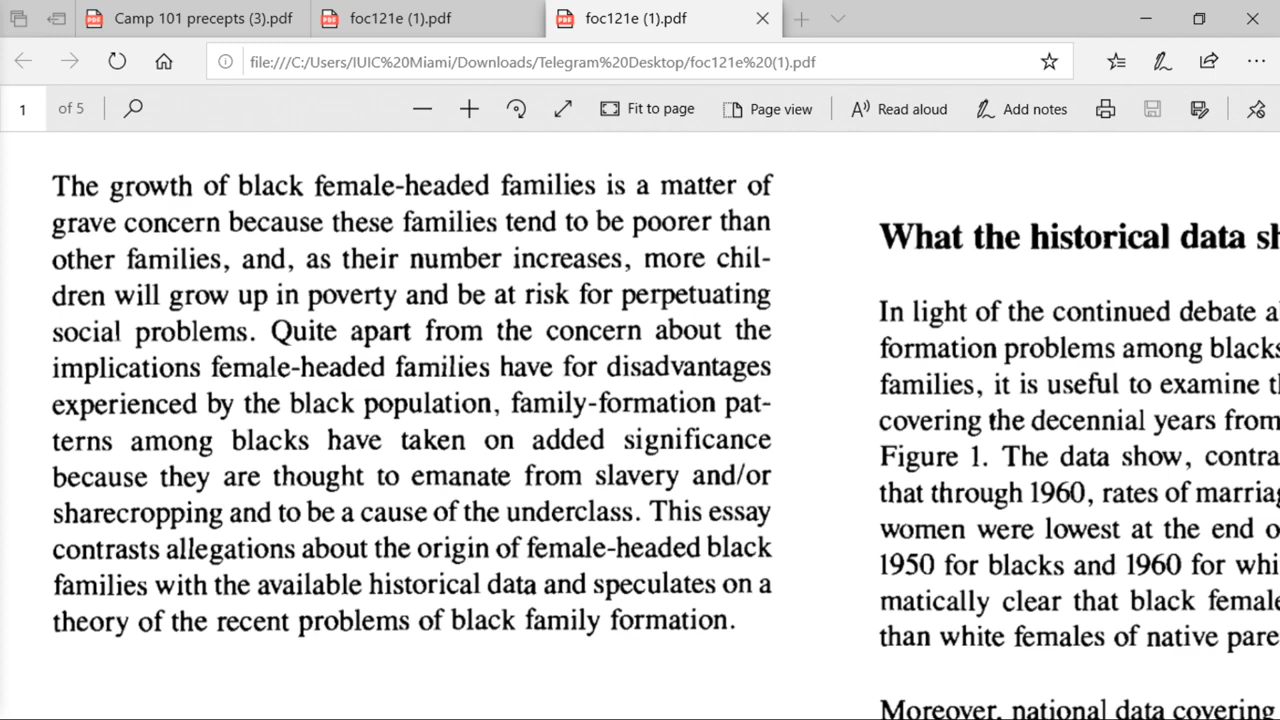 Camp 101 precepts (3).pdf
foc121e (1).pdf
foc121e (1).pdf
file:///C:/Users/IUIC%20Miami/Downloads/Telegram%20Desktop/foc121e%20(1).pdf
1 of 5
Fit to page
Page view
Read aloud
Add notes
The growth of black female-headed families is a matter of
grave concern because these families tend to be poorer than
other families, and, as their number increases, more chil-
dren will grow up in poverty and be at risk for perpetuating
social problems. Quite apart from the concern about the
implications female-headed families have for disadvantages
experienced by the black population, family-formation pat-
terns among blacks have taken on added significance
because they are thought to emanate from slavery and/or
sharecropping and to be a cause of the underclass. This essay
contrasts allegations about the origin of female-headed black
families with the available historical data and speculates on a
theory of the recent problems of black family formation.
What the historical data sh
In light of the continued debate a
formation problems among blacks
families, it is useful to examine t
covering the decennial years from
Figure 1. The data show, contra
that through 1960, rates of marria
women were lowest at the end o
1950 for blacks and 1960 for whi
matically clear that black female
than white females of native pare
Moreover, national data covering